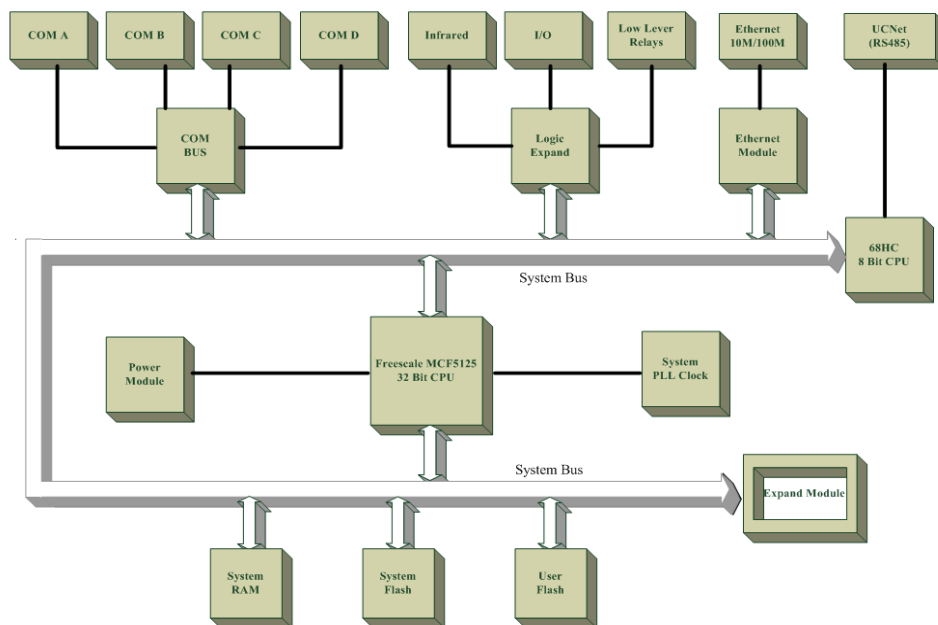 COM A
COM B
COM C
COM D
Infrared
I/O
Low Lever
Relays
Ethernet
10M/100M
UCNet
(RS485)
COM
BUS
Logic
Expand
Ethernet
Module
68HC
8 Bit CPU
System Bus
Power
Module
Freescale MCF5125
32 Bit CPU
System
PLL Clock
System Bus
Expand Module
System
RAM
System
Flash
User
Flash